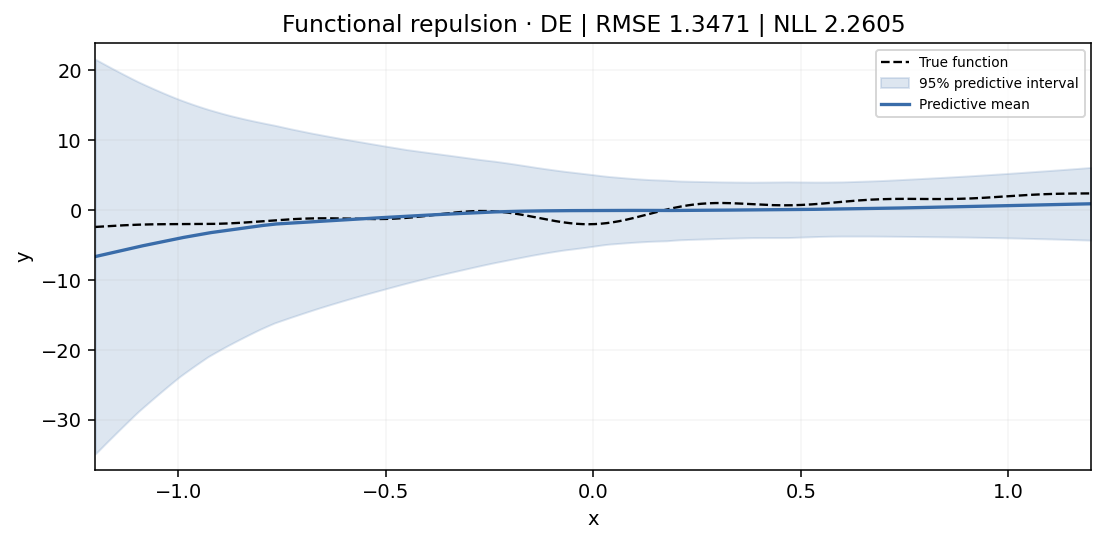 Functional repulsion · DE | RMSE 1.3471 | NLL 2.2605
True function
95% predictive interval
Predictive mean
20
10
0
−10
−20
−30
y
−1.0
−0.5
0.0
0.5
1.0
x